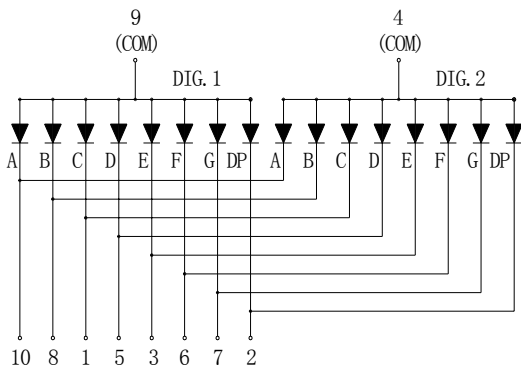 9 4
(COM) (COM)
DIG.1 DIG.2
A B C D E F G DP A B C D E F G DP
10 8 1 5 3 6 7 2